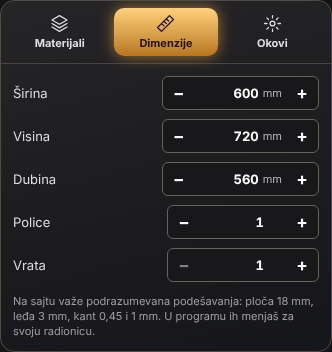 Materijali
Dimenzije
Okovi
Širina − 600 mm +
Visina − 720 mm +
Dubina − 560 mm +
Police − 1 +
Vrata − 1 +
Na sajtu važe podrazumevana podešavanja: ploča 18 mm,
leđa 3 mm, kant 0,45 i 1 mm. U programu ih menjaš za
svoju radionicu.